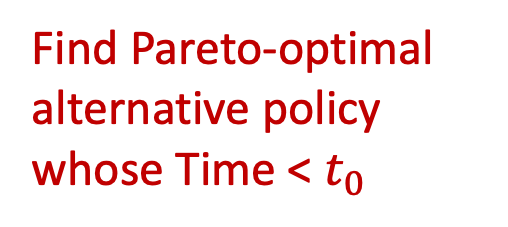 Find Pareto-optimal
alternative policy
whose Time < t₀